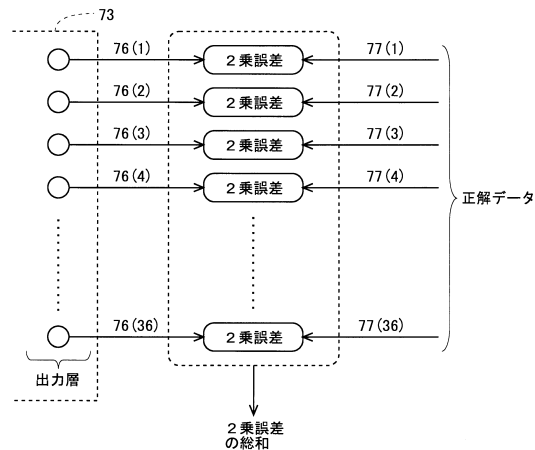 73
76(1) 2乗誤差 77(1)
76(2) 2乗誤差 77(2)
76(3) 2乗誤差 77(3)
76(4) 2乗誤差 77(4)
正解データ
76(36) 2乗誤差 77(36)
出力層
2乗誤差
の総和